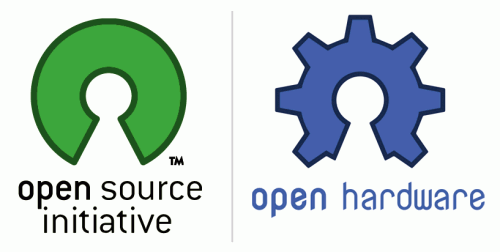 TM
open source
initiative
open hardware